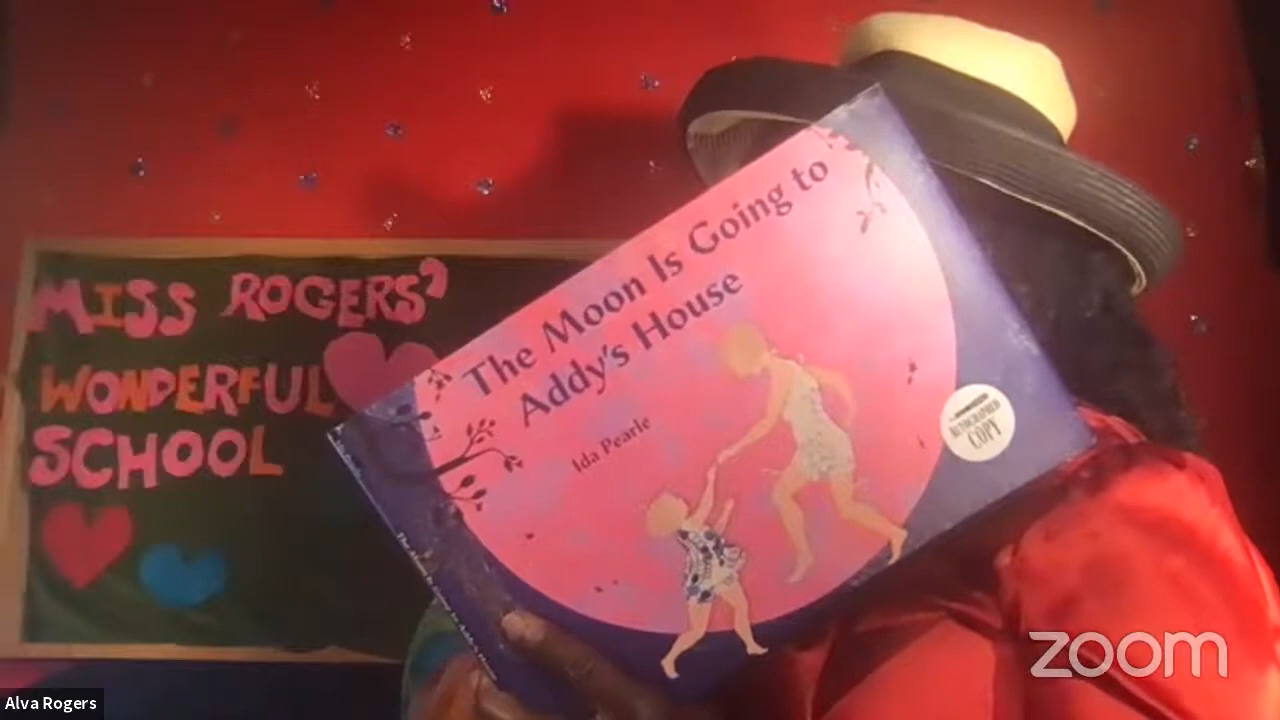 MISS ROGERS'
WONDERFUL
SCHOOL
The Moon Is Going to
Addy's House
Ida Pearle
AUTOGRAPHED
COPY
zoom
Alva Rogers